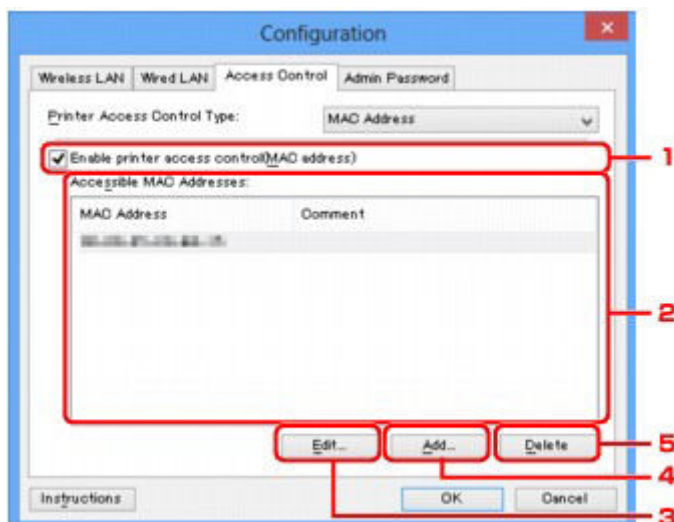 Configuration
Wireless LAN Wired LAN Access Control Admin Password
Printer Access Control Type: MAC Address
Enable printer access control(MAC address) 1
Accessible MAC Addresses:
MAC Address Comment
2
Edit... Add... Delete 5
4
Instructions OK Cancel
3